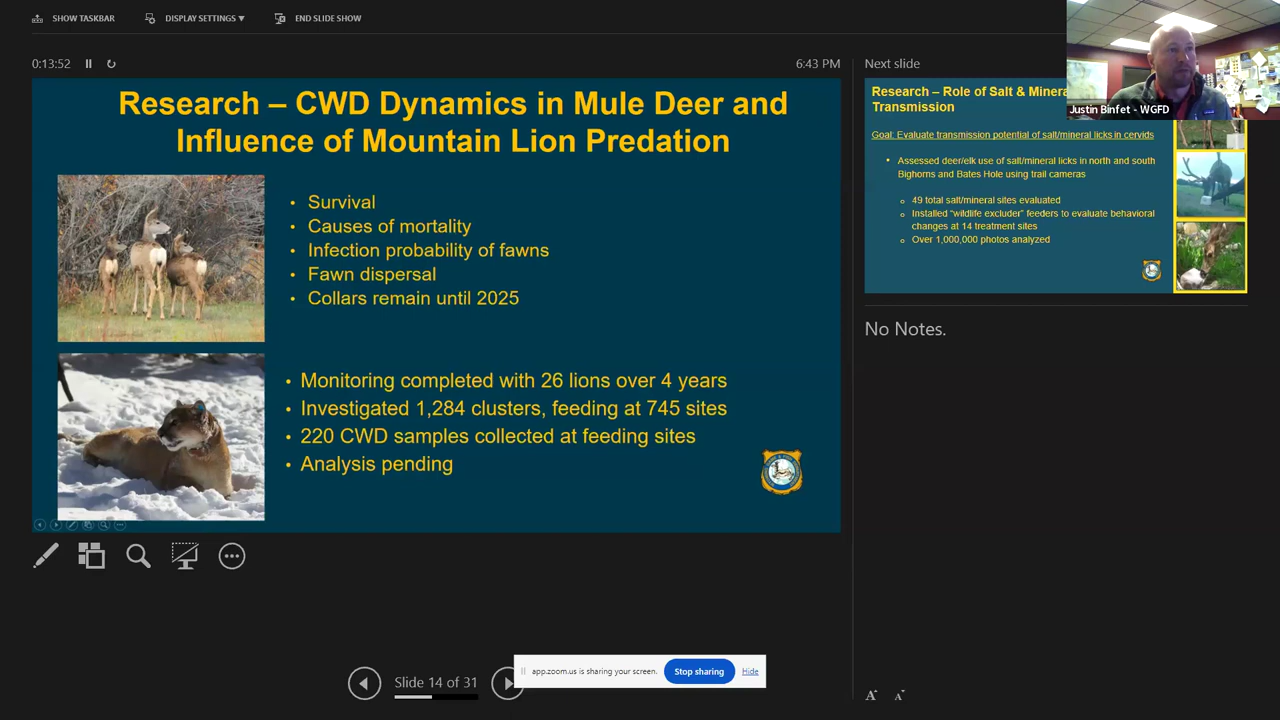 SHOW TASKBAR
DISPLAY SETTINGS ▼
END SLIDE SHOW
0:13:52
6:43 PM
Research – CWD Dynamics in Mule Deer and
Influence of Mountain Lion Predation
• Survival
• Causes of mortality
• Infection probability of fawns
• Fawn dispersal
• Collars remain until 2025
• Monitoring completed with 26 lions over 4 years
• Investigated 1,284 clusters, feeding at 745 sites
• 220 CWD samples collected at feeding sites
• Analysis pending
Slide 14 of 31
app.zoom.us is sharing your screen.
Stop sharing
Hide
Next slide
Research – Role of Salt & Minera
Transmission
Goal: Evaluate transmission potential of salt/mineral licks in cervids
• Assessed deer/elk use of salt/mineral licks in north and south
Bighorns and Bates Hole using trail cameras
○ 49 total salt/mineral sites evaluated
○ Installed "wildlife excluder" feeders to evaluate behavioral
changes at 14 treatment sites
○ Over 1,000,000 photos analyzed
Justin Binfet - WGFD
No Notes.
A A